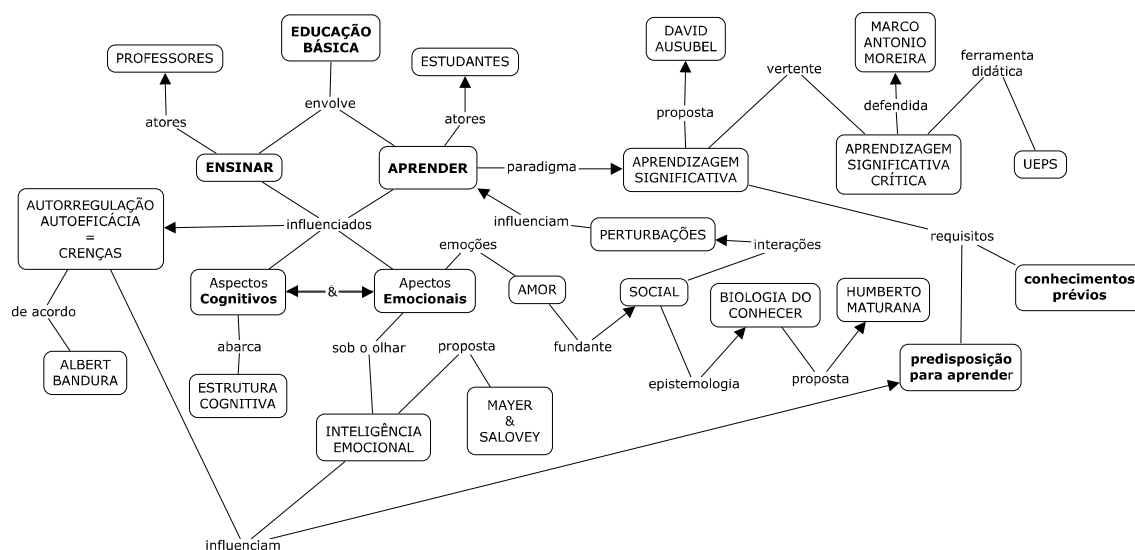 EDUCAÇÃO
BÁSICA
DAVID
AUSUBEL
MARCO
ANTONIO
MOREIRA
PROFESSORES
ESTUDANTES
ferramenta
didática
vertente
envolve
atores
atores
proposta
defendida
ENSINAR
APRENDER
paradigma
APRENDIZAGEM
SIGNIFICATIVA
APRENDIZAGEM
SIGNIFICATIVA
CRÍTICA
UEPS
AUTORREGULAÇÃO
AUTOEFICÁCIA
=
CRENÇAS
influenciados
influenciam
PERTURBAÇÕES
interações
requisitos
emoções
Aspectos
Cognitivos
&
Apectos
Emocionais
AMOR
SOCIAL
BIOLOGIA DO
CONHECER
HUMBERTO
MATURANA
conhecimentos
prévios
de acordo
abarca
sob o olhar
proposta
fundante
epistemologia
proposta
predisposição
para aprender
ALBERT
BANDURA
ESTRUTURA
COGNITIVA
MAYER
&
SALOVEY
INTELIGÊNCIA
EMOCIONAL
influenciam